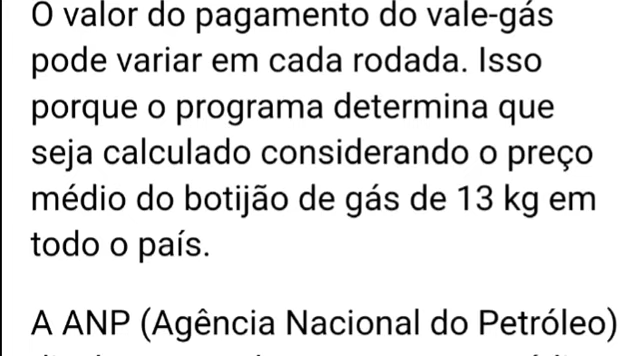 O valor do pagamento do vale-gás
pode variar em cada rodada. Isso
porque o programa determina que
seja calculado considerando o preço
médio do botijão de gás de 13 kg em
todo o país.
A ANP (Agência Nacional do Petróleo)